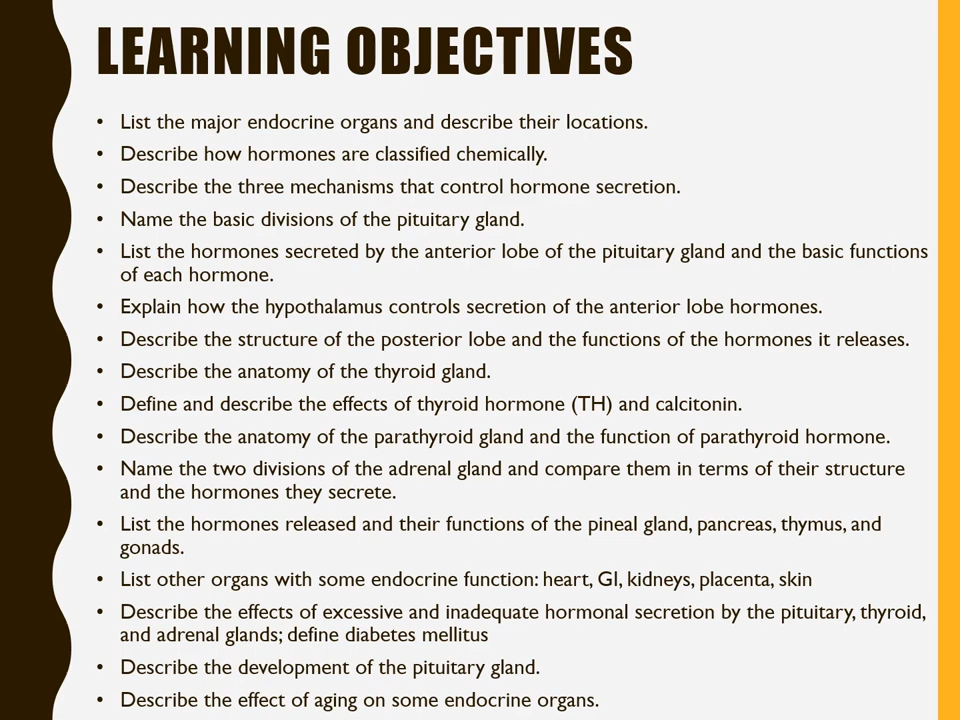 LEARNING OBJECTIVES
• List the major endocrine organs and describe their locations.
• Describe how hormones are classified chemically.
• Describe the three mechanisms that control hormone secretion.
• Name the basic divisions of the pituitary gland.
• List the hormones secreted by the anterior lobe of the pituitary gland and the basic functions
of each hormone.
• Explain how the hypothalamus controls secretion of the anterior lobe hormones.
• Describe the structure of the posterior lobe and the functions of the hormones it releases.
• Describe the anatomy of the thyroid gland.
• Define and describe the effects of thyroid hormone (TH) and calcitonin.
• Describe the anatomy of the parathyroid gland and the function of parathyroid hormone.
• Name the two divisions of the adrenal gland and compare them in terms of their structure
and the hormones they secrete.
• List the hormones released and their functions of the pineal gland, pancreas, thymus, and
gonads.
• List other organs with some endocrine function: heart, GI, kidneys, placenta, skin
• Describe the effects of excessive and inadequate hormonal secretion by the pituitary, thyroid,
and adrenal glands; define diabetes mellitus
• Describe the development of the pituitary gland.
• Describe the effect of aging on some endocrine organs.